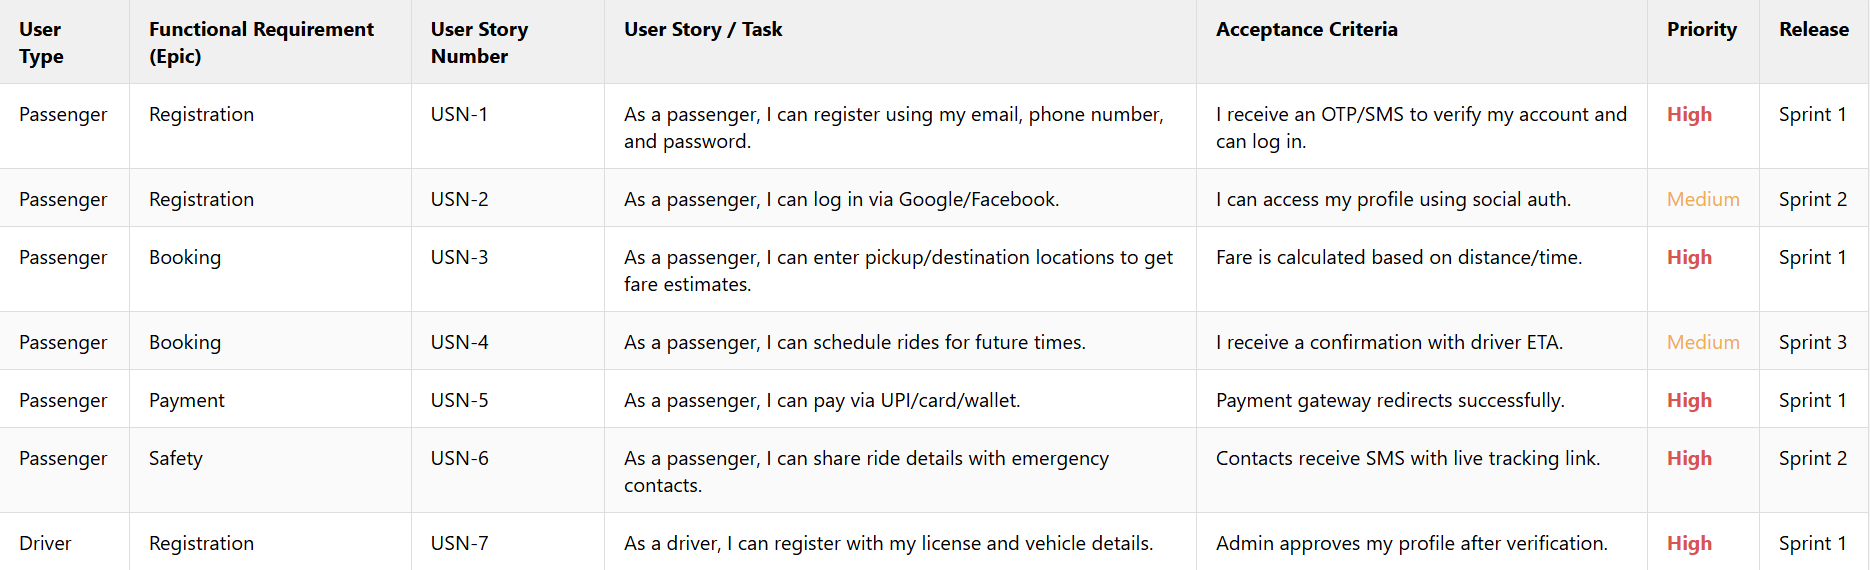 User Type | Functional Requirement (Epic) | User Story Number | User Story / Task | Acceptance Criteria | Priority | Release
Passenger | Registration | USN-1 | As a passenger, I can register using my email, phone number, and password. | I receive an OTP/SMS to verify my account and can log in. | High | Sprint 1
Passenger | Registration | USN-2 | As a passenger, I can log in via Google/Facebook. | I can access my profile using social auth. | Medium | Sprint 2
Passenger | Booking | USN-3 | As a passenger, I can enter pickup/destination locations to get fare estimates. | Fare is calculated based on distance/time. | High | Sprint 1
Passenger | Booking | USN-4 | As a passenger, I can schedule rides for future times. | I receive a confirmation with driver ETA. | Medium | Sprint 3
Passenger | Payment | USN-5 | As a passenger, I can pay via UPI/card/wallet. | Payment gateway redirects successfully. | High | Sprint 1
Passenger | Safety | USN-6 | As a passenger, I can share ride details with emergency contacts. | Contacts receive SMS with live tracking link. | High | Sprint 2
Driver | Registration | USN-7 | As a driver, I can register with my license and vehicle details. | Admin approves my profile after verification. | High | Sprint 1